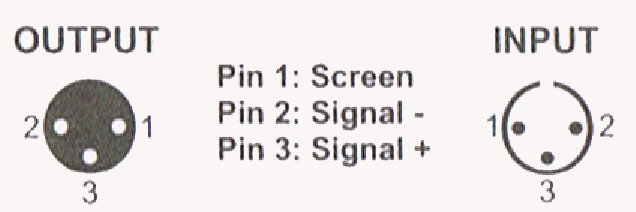 OUTPUT
INPUT
Pin 1: Screen
Pin 2: Signal -
Pin 3: Signal +
2 1
3
1 2
3